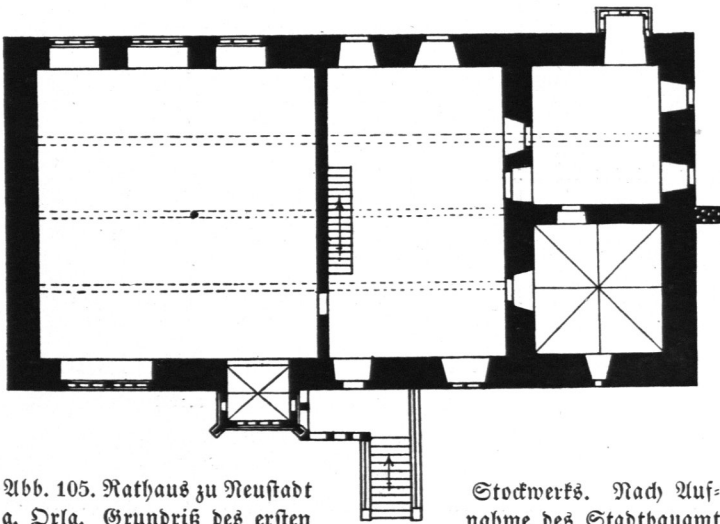 Abb. 105. Rathaus zu Neustadt
a. Orla. Grundriß des ersten
Stockwerks. Nach Auf-
nahme des Stadtbauamt